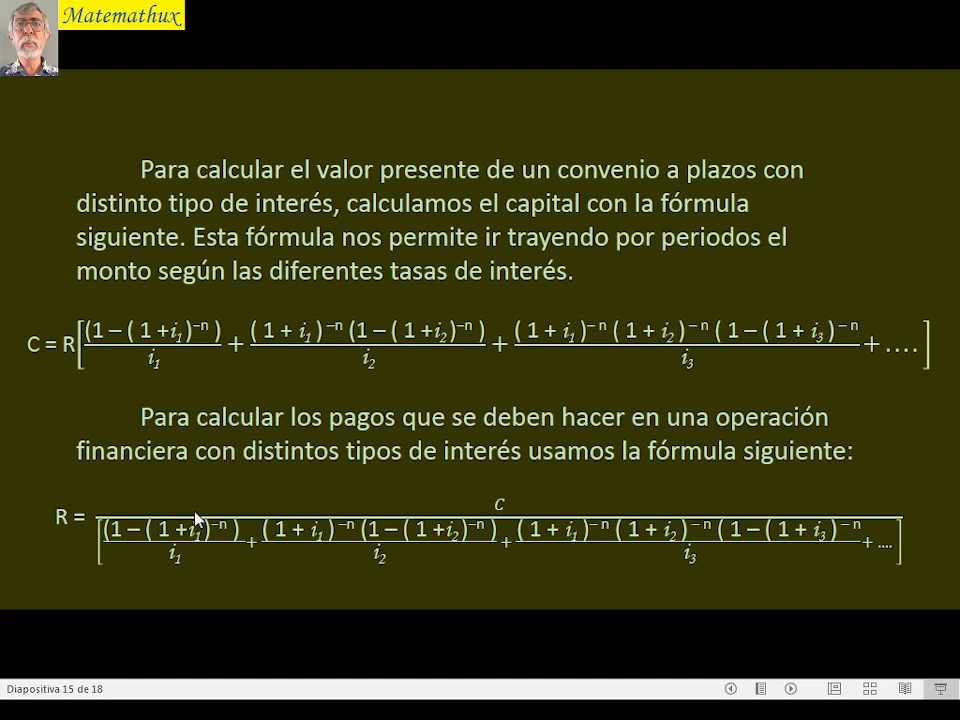 Matemathux
Para calcular el valor presente de un convenio a plazos con
distinto tipo de interés, calculamos el capital con la fórmula
siguiente. Esta fórmula nos permite ir trayendo por periodos el
monto según las diferentes tasas de interés.
C = R[(1 – ( 1 +i₁)⁻ⁿ )/i₁ + ( 1 + i₁ )⁻ⁿ (1 – ( 1 +i₂)⁻ⁿ )/i₂ + ( 1 + i₁ )⁻ⁿ ( 1 + i₂ )⁻ⁿ ( 1 – ( 1 + i₃ )⁻ⁿ/i₃ + ....]
Para calcular los pagos que se deben hacer en una operación
financiera con distintos tipos de interés usamos la fórmula siguiente:
R = C/[(1 – ( 1 +i₁)⁻ⁿ )/i₁ + ( 1 + i₁ )⁻ⁿ (1 – ( 1 +i₂)⁻ⁿ )/i₂ + ( 1 + i₁ )⁻ⁿ ( 1 + i₂ )⁻ⁿ ( 1 – ( 1 + i₃ )⁻ⁿ/i₃ + ....]
Diapositiva 15 de 18